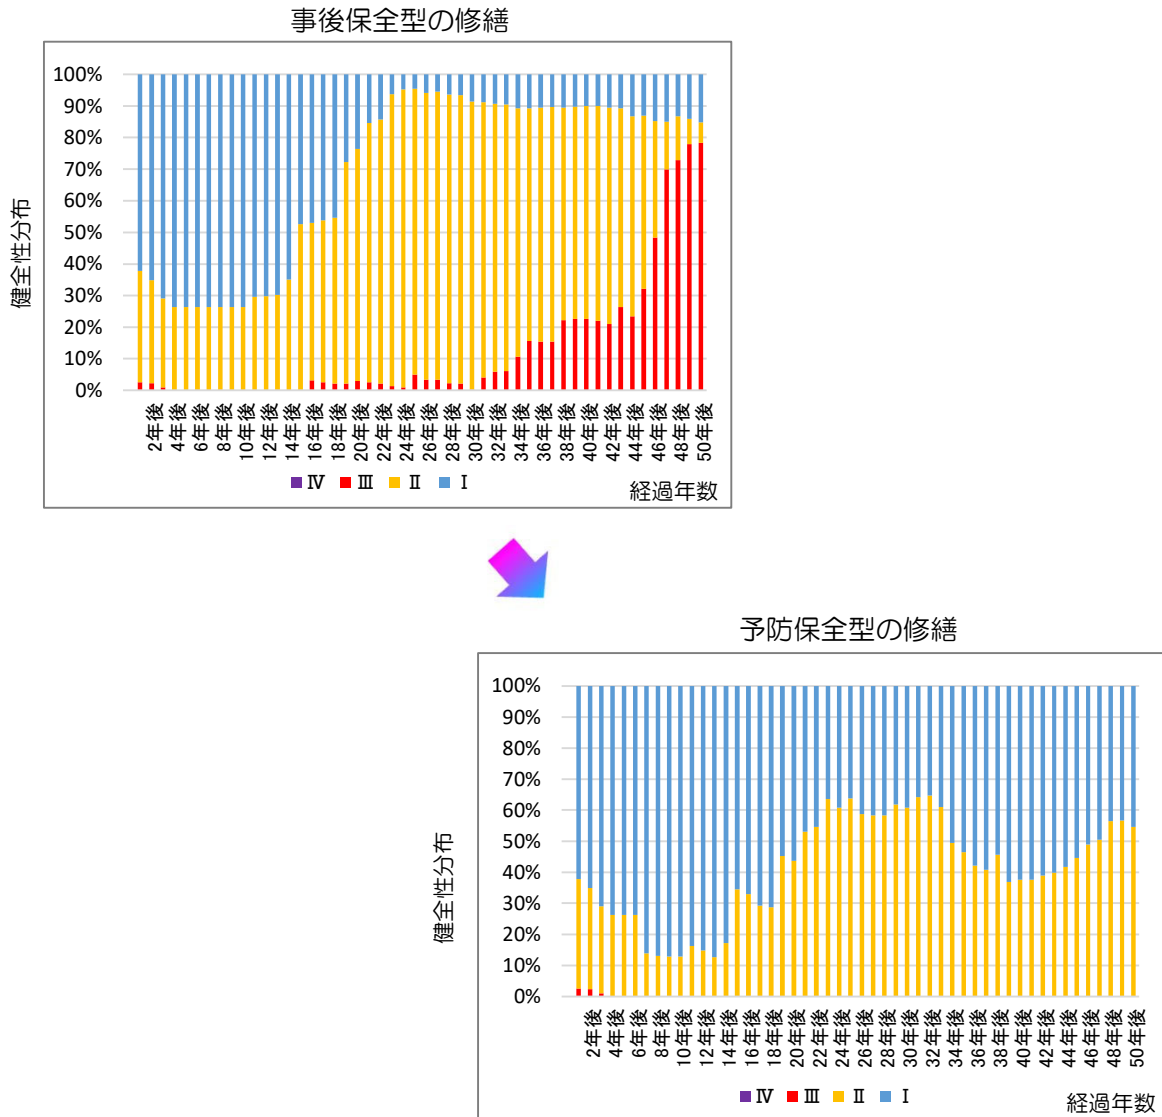 事後保全型の修繕
100%
90%
80%
70%
60%
50%
40%
30%
20%
10%
0%
健全性分布
2年後
4年後
6年後
8年後
10年後
12年後
14年後
16年後
18年後
20年後
22年後
24年後
26年後
28年後
30年後
32年後
34年後
36年後
38年後
40年後
42年後
44年後
46年後
48年後
50年後
Ⅳ Ⅲ Ⅱ Ⅰ
経過年数
予防保全型の修繕
100%
90%
80%
70%
60%
50%
40%
30%
20%
10%
0%
健全性分布
2年後
4年後
6年後
8年後
10年後
12年後
14年後
16年後
18年後
20年後
22年後
24年後
26年後
28年後
30年後
32年後
34年後
36年後
38年後
40年後
42年後
44年後
46年後
48年後
50年後
Ⅳ Ⅲ Ⅱ Ⅰ
経過年数